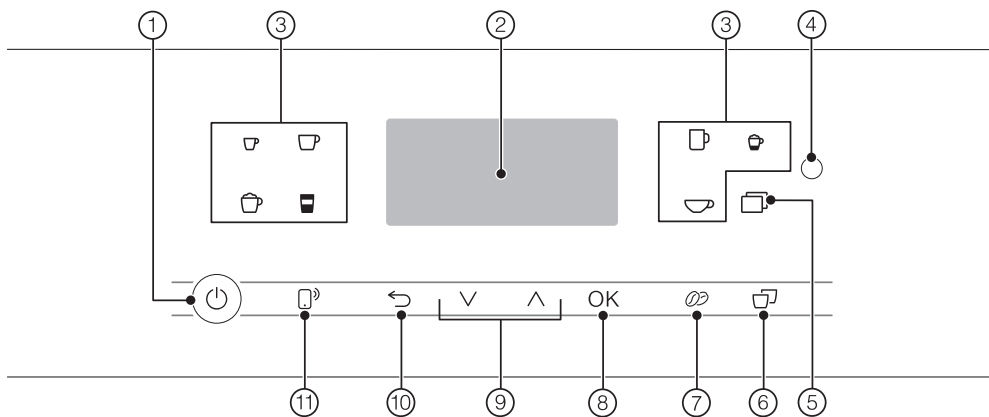 ① ③ ② ③ ④
OK
⑪ ⑩ ⑨ ⑧ ⑦ ⑥ ⑤